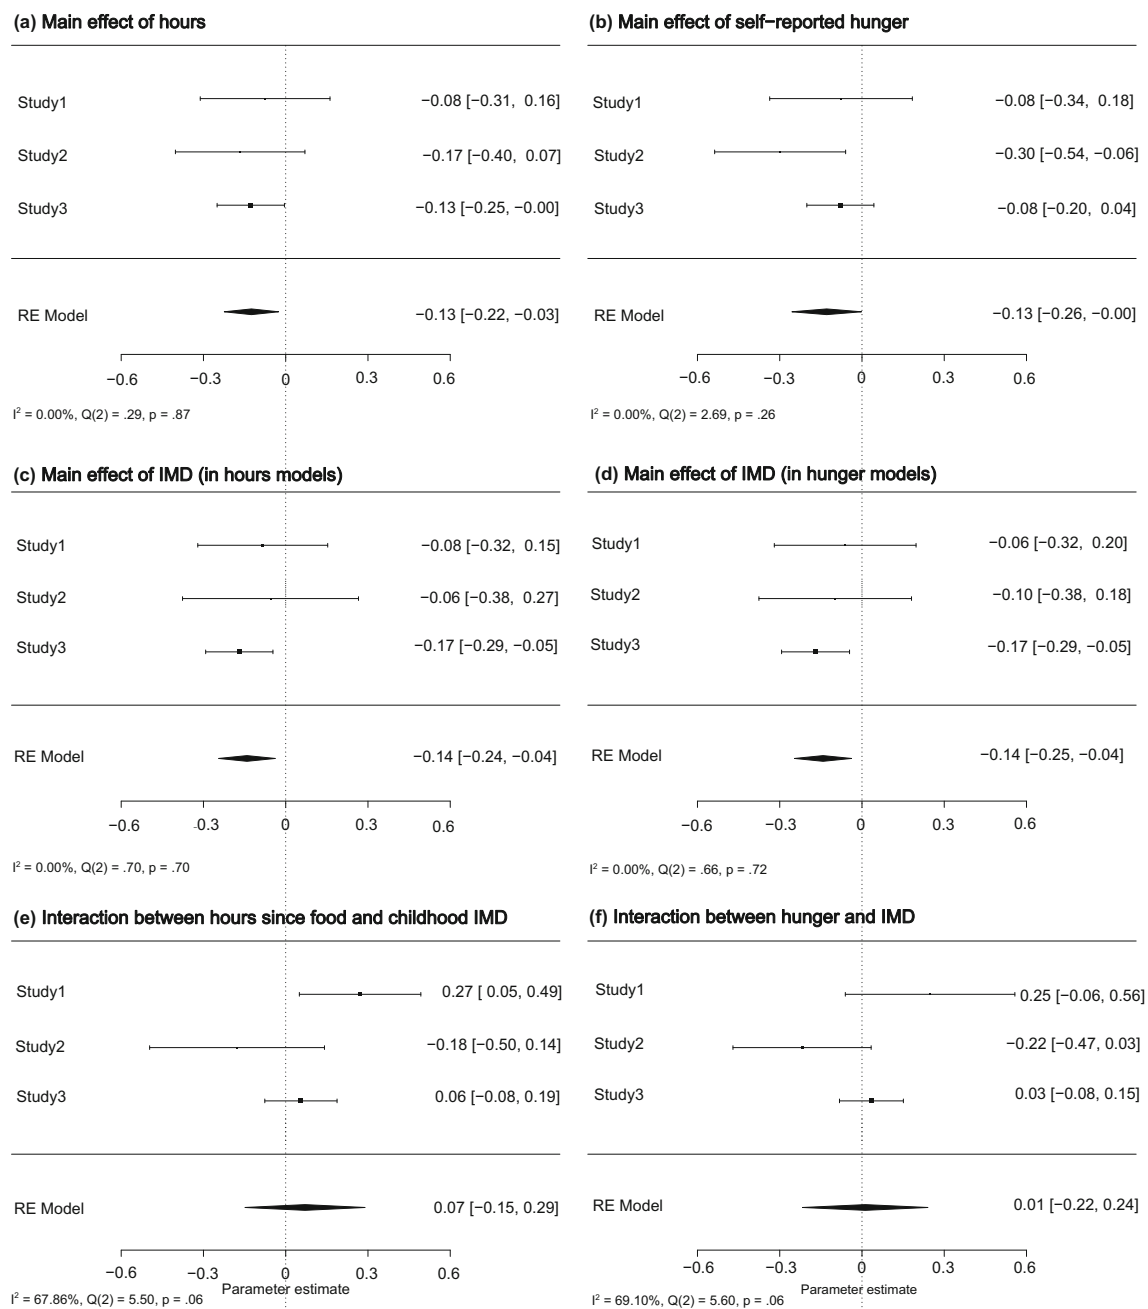 (a) Main effect of hours
Study1 −0.08 [−0.31, 0.16]
Study2 −0.17 [−0.40, 0.07]
Study3 −0.13 [−0.25, −0.00]
RE Model −0.13 [−0.22, −0.03]
−0.6 −0.3 0 0.3 0.6
I² = 0.00%, Q(2) = .29, p = .87
(b) Main effect of self−reported hunger
Study1 −0.08 [−0.34, 0.18]
Study2 −0.30 [−0.54, −0.06]
Study3 −0.08 [−0.20, 0.04]
RE Model −0.13 [−0.26, −0.00]
−0.6 −0.3 0 0.3 0.6
I² = 0.00%, Q(2) = 2.69, p = .26
(c) Main effect of IMD (in hours models)
Study1 −0.08 [−0.32, 0.15]
Study2 −0.06 [−0.38, 0.27]
Study3 −0.17 [−0.29, −0.05]
RE Model −0.14 [−0.24, −0.04]
−0.6 -0.3 0 0.3 0.6
I² = 0.00%, Q(2) = .70, p = .70
(d) Main effect of IMD (in hunger models)
Study1 −0.06 [−0.32, 0.20]
Study2 −0.10 [−0.38, 0.18]
Study3 −0.17 [−0.29, −0.05]
RE Model −0.14 [−0.25, −0.04]
−0.6 −0.3 0 0.3 0.6
I² = 0.00%, Q(2) = .66, p = .72
(e) Interaction between hours since food and childhood IMD
Study1 0.27 [ 0.05, 0.49]
Study2 −0.18 [−0.50, 0.14]
Study3 0.06 [−0.08, 0.19]
RE Model 0.07 [−0.15, 0.29]
−0.6 −0.3 0 0.3 0.6
Parameter estimate
I² = 67.86%, Q(2) = 5.50, p = .06
(f) Interaction between hunger and IMD
Study1 0.25 [−0.06, 0.56]
Study2 −0.22 [−0.47, 0.03]
Study3 0.03 [−0.08, 0.15]
RE Model 0.01 [−0.22, 0.24]
−0.6 −0.3 0 0.3 0.6
Parameter estimate
I² = 69.10%, Q(2) = 5.60, p = .06